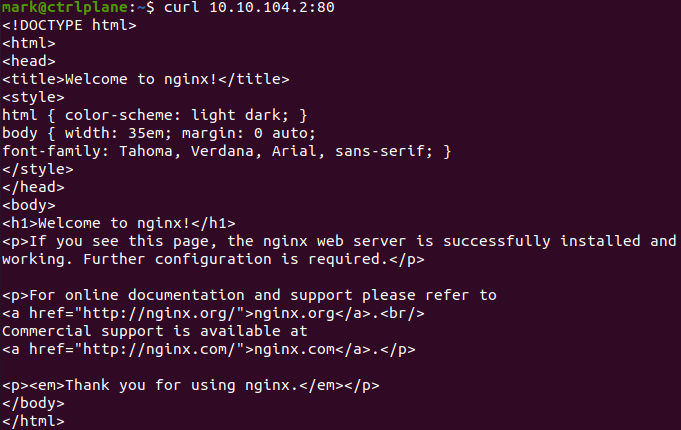 mark@ctrlplane:~$ curl 10.10.104.2:80
<!DOCTYPE html>
<html>
<head>
<title>Welcome to nginx!</title>
<style>
html { color-scheme: light dark; }
body { width: 35em; margin: 0 auto;
font-family: Tahoma, Verdana, Arial, sans-serif; }
</style>
</head>
<body>
<h1>Welcome to nginx!</h1>
<p>If you see this page, the nginx web server is successfully installed and
working. Further configuration is required.</p>

<p>For online documentation and support please refer to
<a href="http://nginx.org/">nginx.org</a>.<br/>
Commercial support is available at
<a href="http://nginx.com/">nginx.com</a>.</p>

<p><em>Thank you for using nginx.</em></p>
</body>
</html>